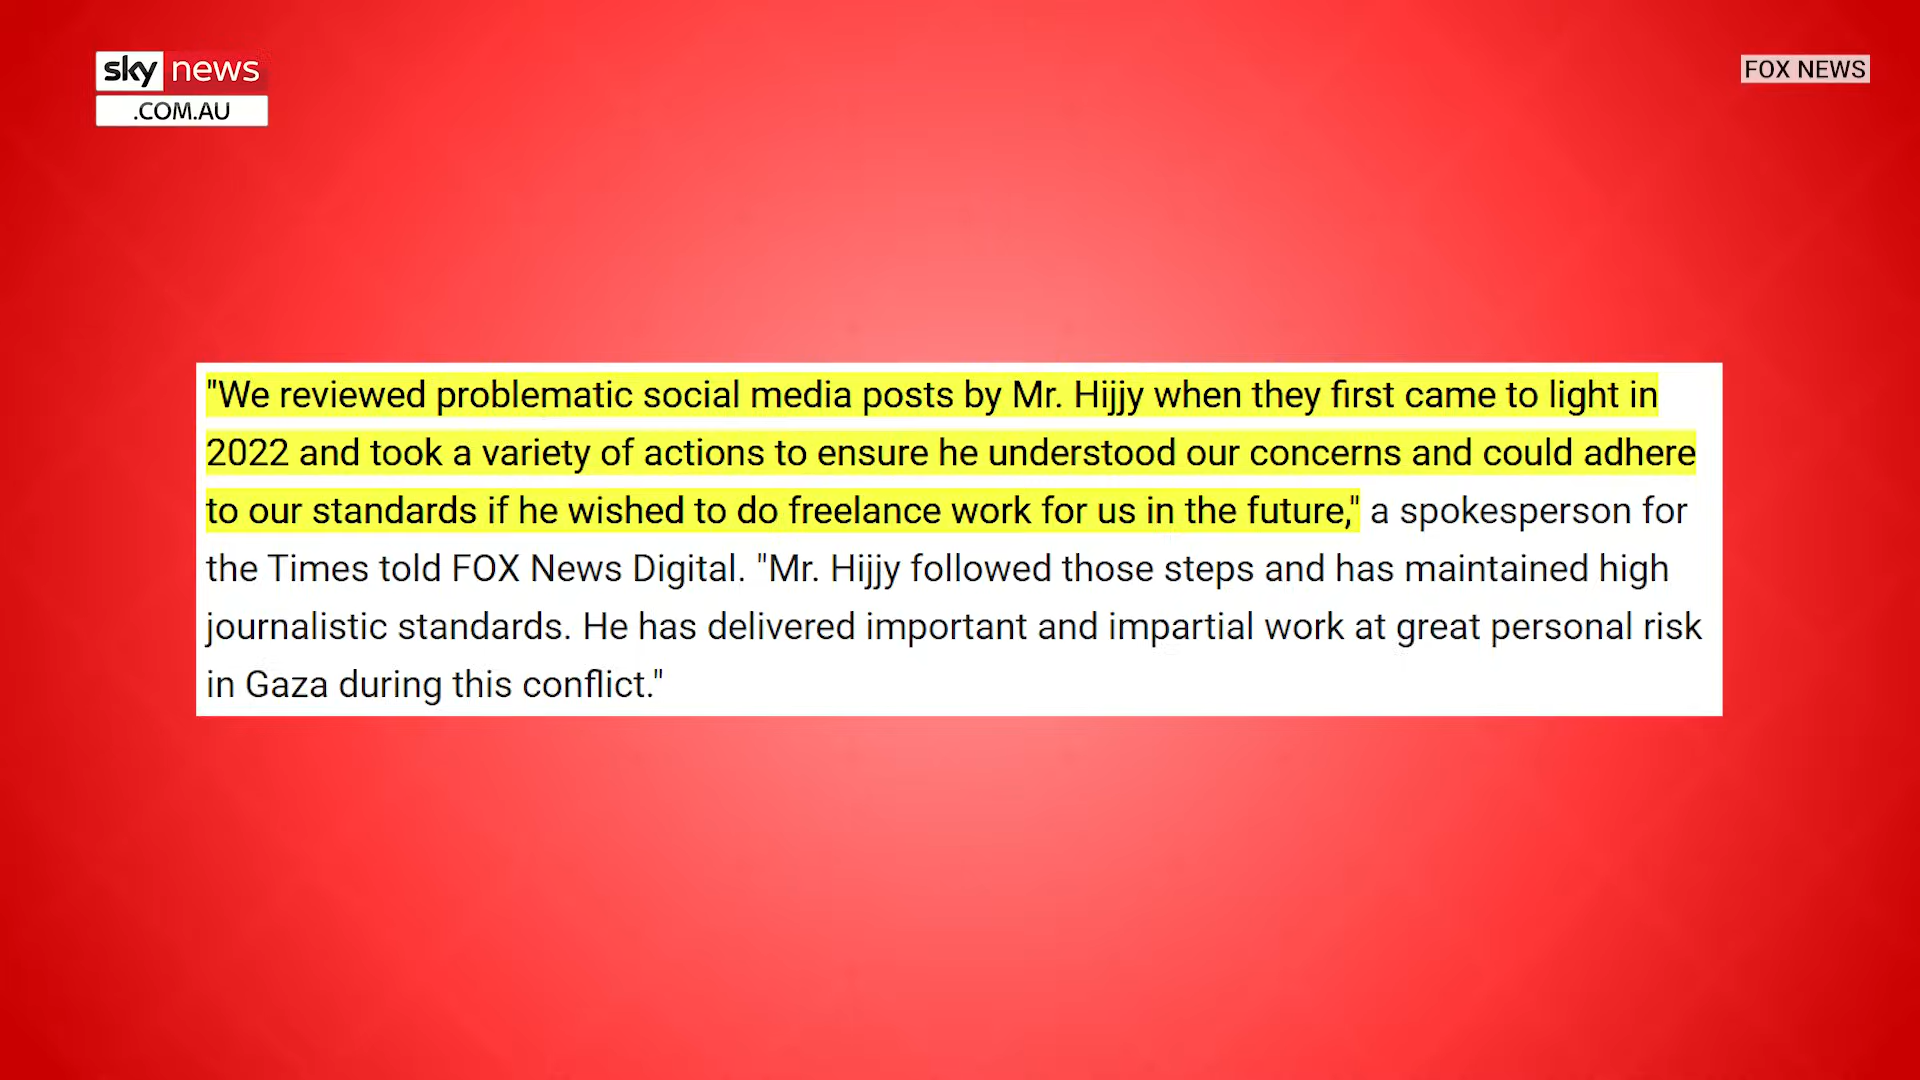 sky news
.COM.AU
FOX NEWS
"We reviewed problematic social media posts by Mr. Hijjy when they first came to light in
2022 and took a variety of actions to ensure he understood our concerns and could adhere
to our standards if he wished to do freelance work for us in the future," a spokesperson for
the Times told FOX News Digital. "Mr. Hijjy followed those steps and has maintained high
journalistic standards. He has delivered important and impartial work at great personal risk
in Gaza during this conflict."